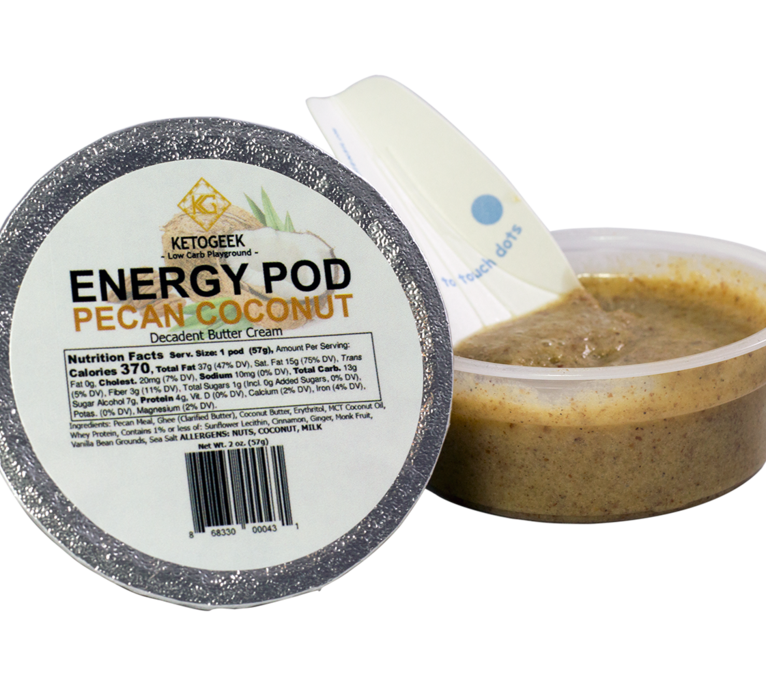 KG
KETOGEEK
- Low Carb Playground -
ENERGY POD
PECAN COCONUT
Decadent Butter Cream
Nutrition Facts Serv. Size: 1 pod (57g), Amount Per Serving:
Calories 370, Total Fat 37g (47% DV), Sat. Fat 15g (75% DV), Trans
Fat 0g, Cholest. 20mg (7% DV), Sodium 10mg (0% DV), Total Carb. 13g
(5% DV), Fiber 3g (11% DV), Total Sugars 1g (Incl. 0g Added Sugars, 0% DV),
Sugar Alcohol 7g, Protein 4g, Vit. D (0% DV), Calcium (2% DV), Iron (4% DV),
Potas. (0% DV), Magnesium (2% DV).
Ingredients: Pecan Meal, Ghee (Clarified Butter), Coconut Butter, Erythritol, MCT Coconut Oil,
Whey Protein, Contains 1% or less of: Sunflower Lecithin, Cinnamon, Ginger, Monk Fruit,
Vanilla Bean Grounds, Sea Salt ALLERGENS: NUTS, COCONUT, MILK
Net Wt. 2 oz. (57g)
8 68330 00043 1
to touch dots